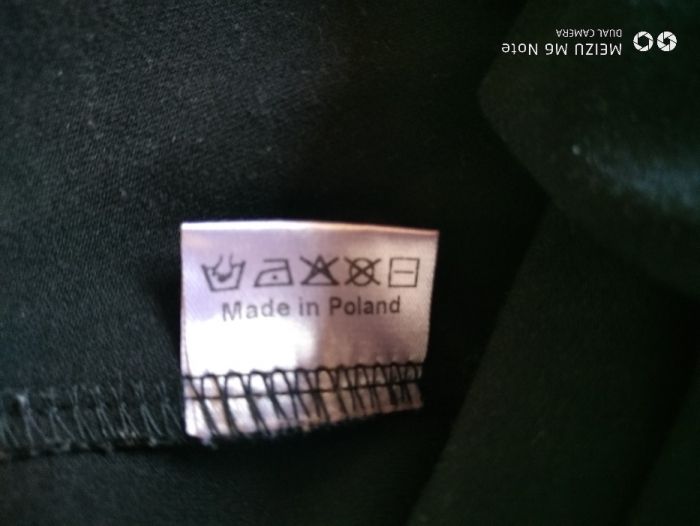 MEIZU M6 Note
DUAL CAMERA
Made in Poland